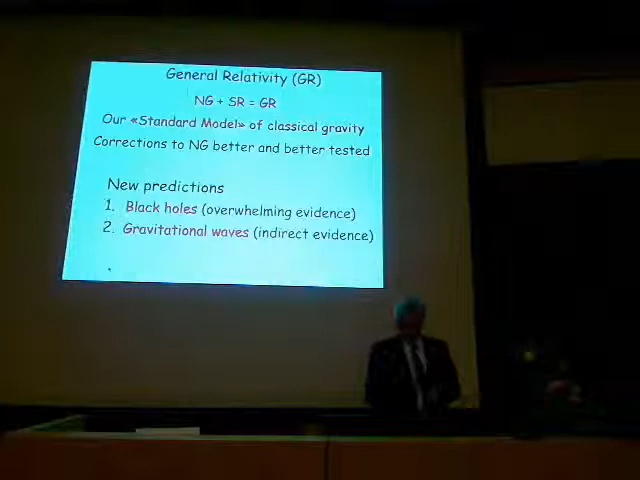 General Relativity (GR)
NG + SR = GR
Our «Standard Model» of classical gravity
Corrections to NG better and better tested
New predictions
1. Black holes (overwhelming evidence)
2. Gravitational waves (indirect evidence)